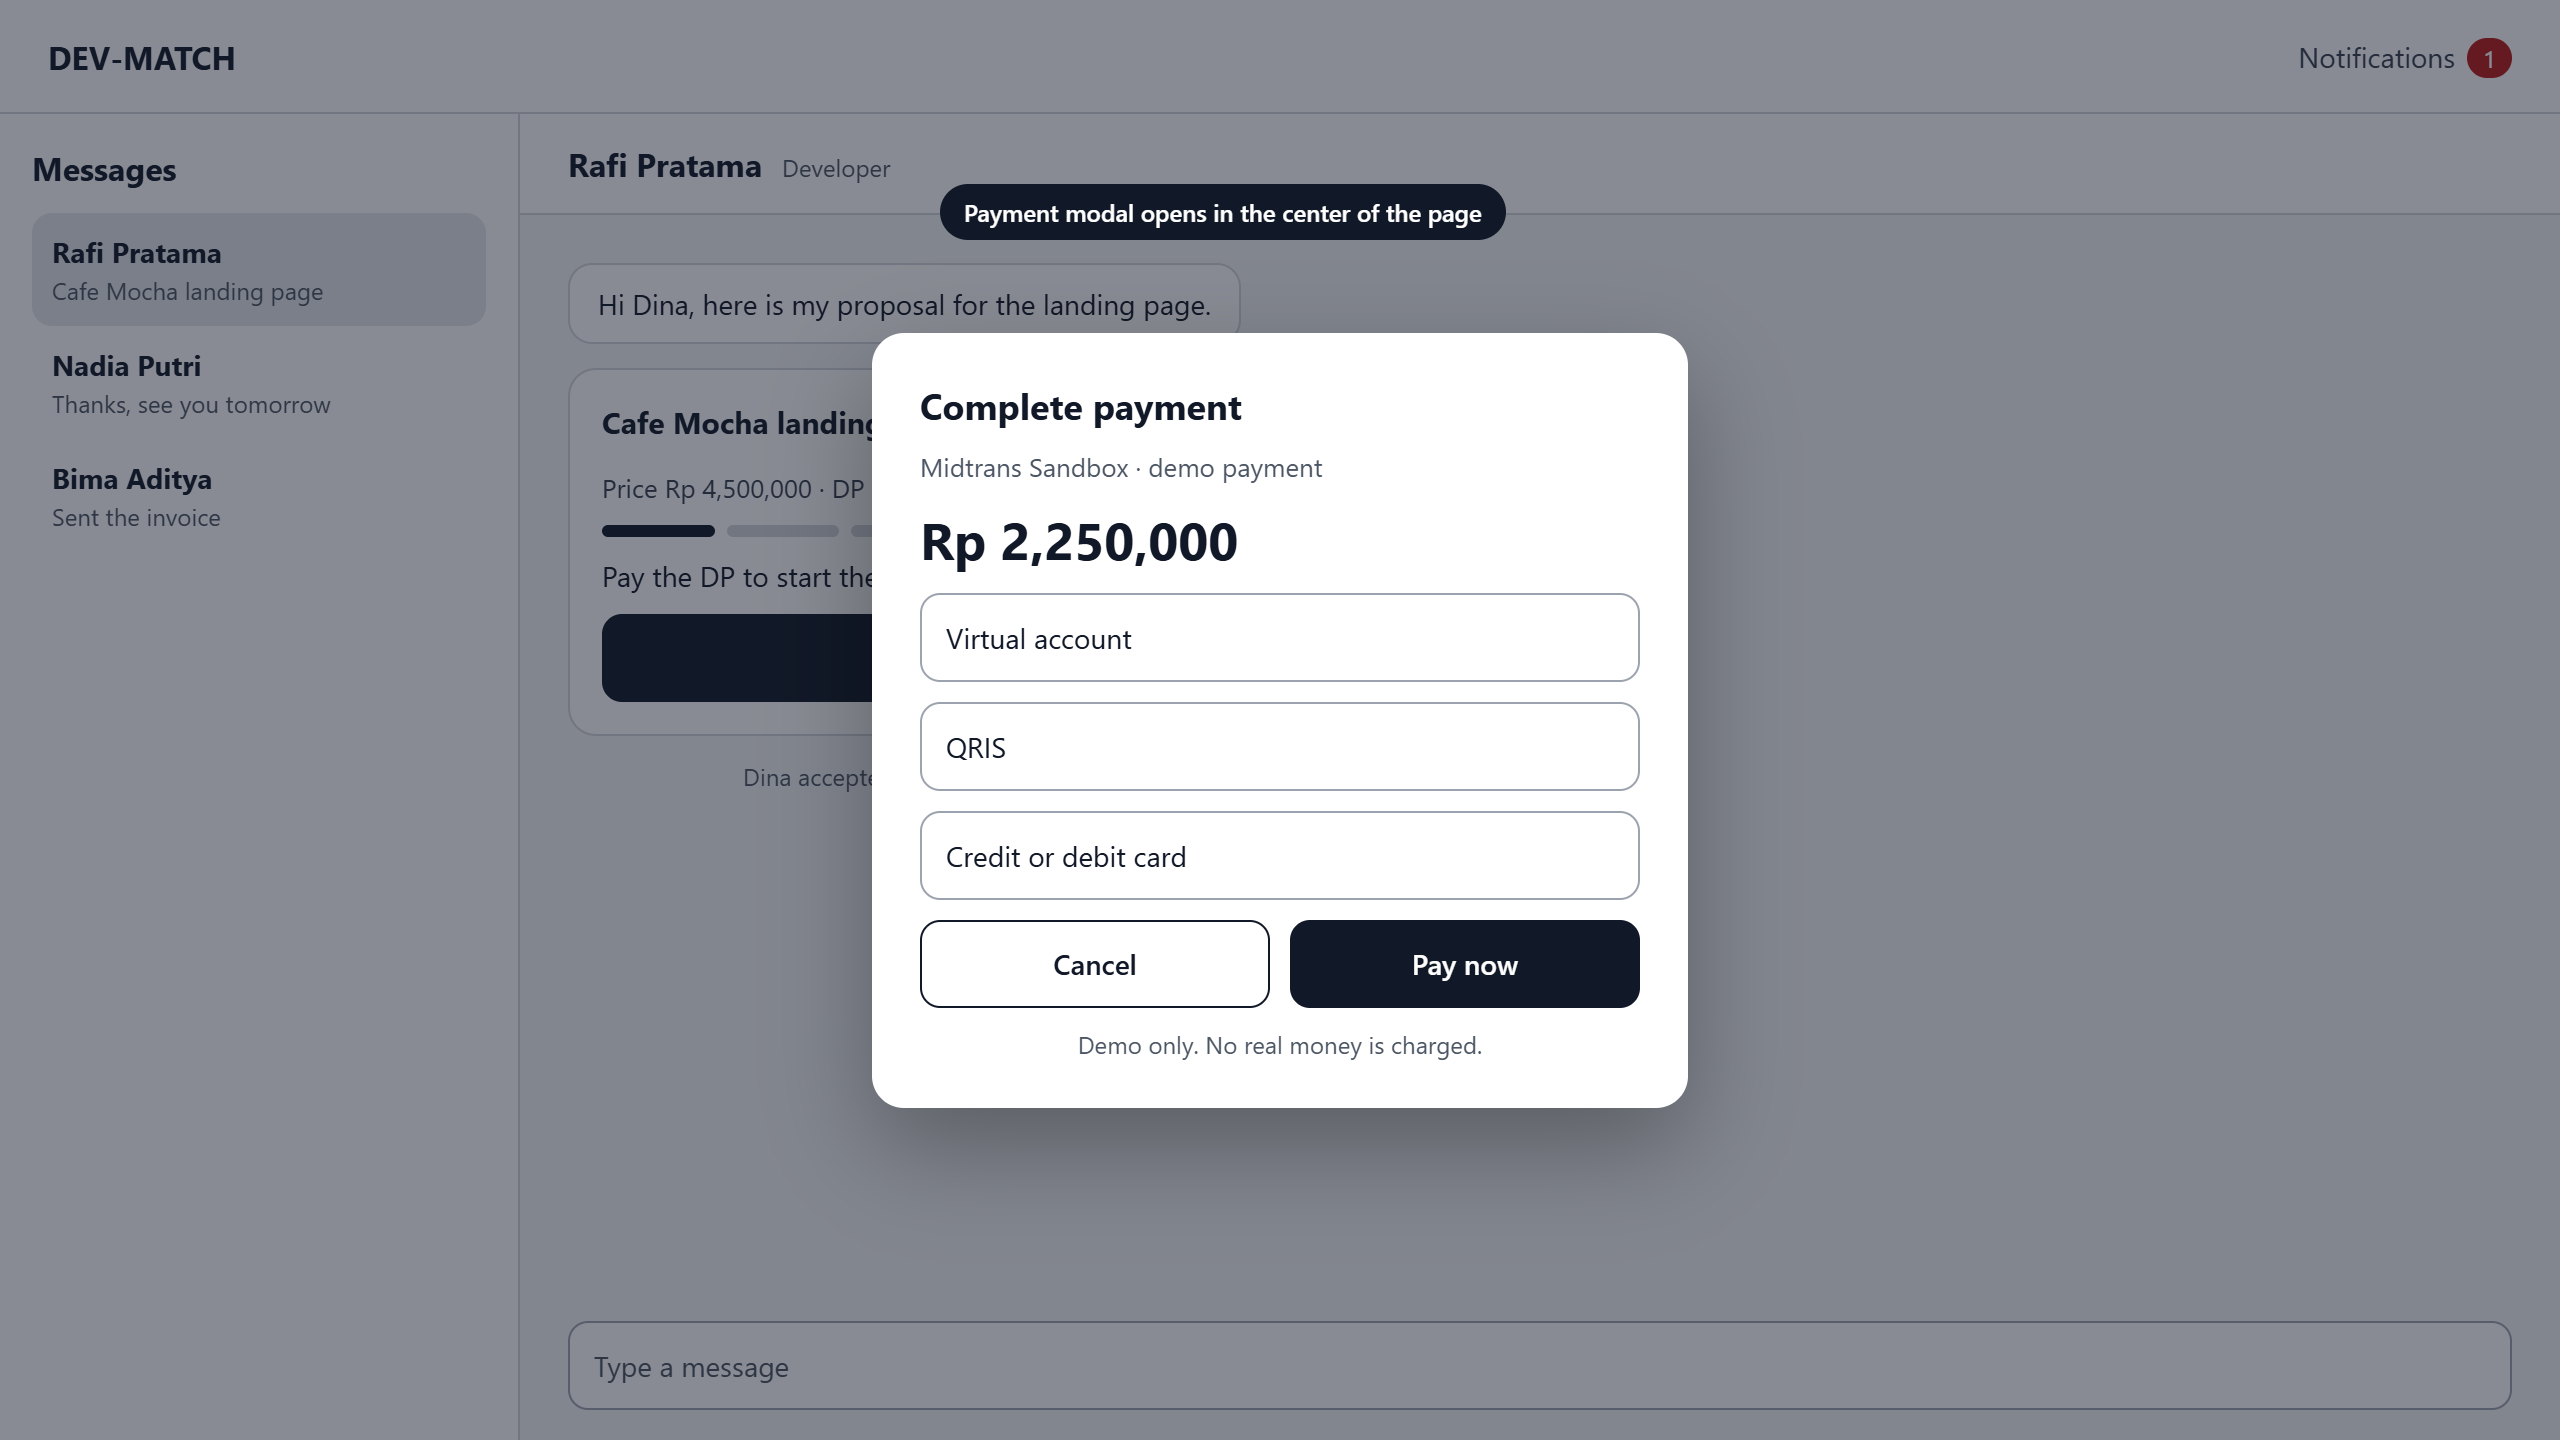 DEV-MATCH
Notifications 1
Messages
Rafi Pratama
Cafe Mocha landing page
Nadia Putri
Thanks, see you tomorrow
Bima Aditya
Sent the invoice
Rafi Pratama Developer
Payment modal opens in the center of the page
Hi Dina, here is my proposal for the landing page.
Cafe Mocha landing
Price Rp 4,500,000 · DP
Pay the DP to start the
Dina accepte
Complete payment
Midtrans Sandbox · demo payment
Rp 2,250,000
Virtual account
QRIS
Credit or debit card
Cancel
Pay now
Demo only. No real money is charged.
Type a message